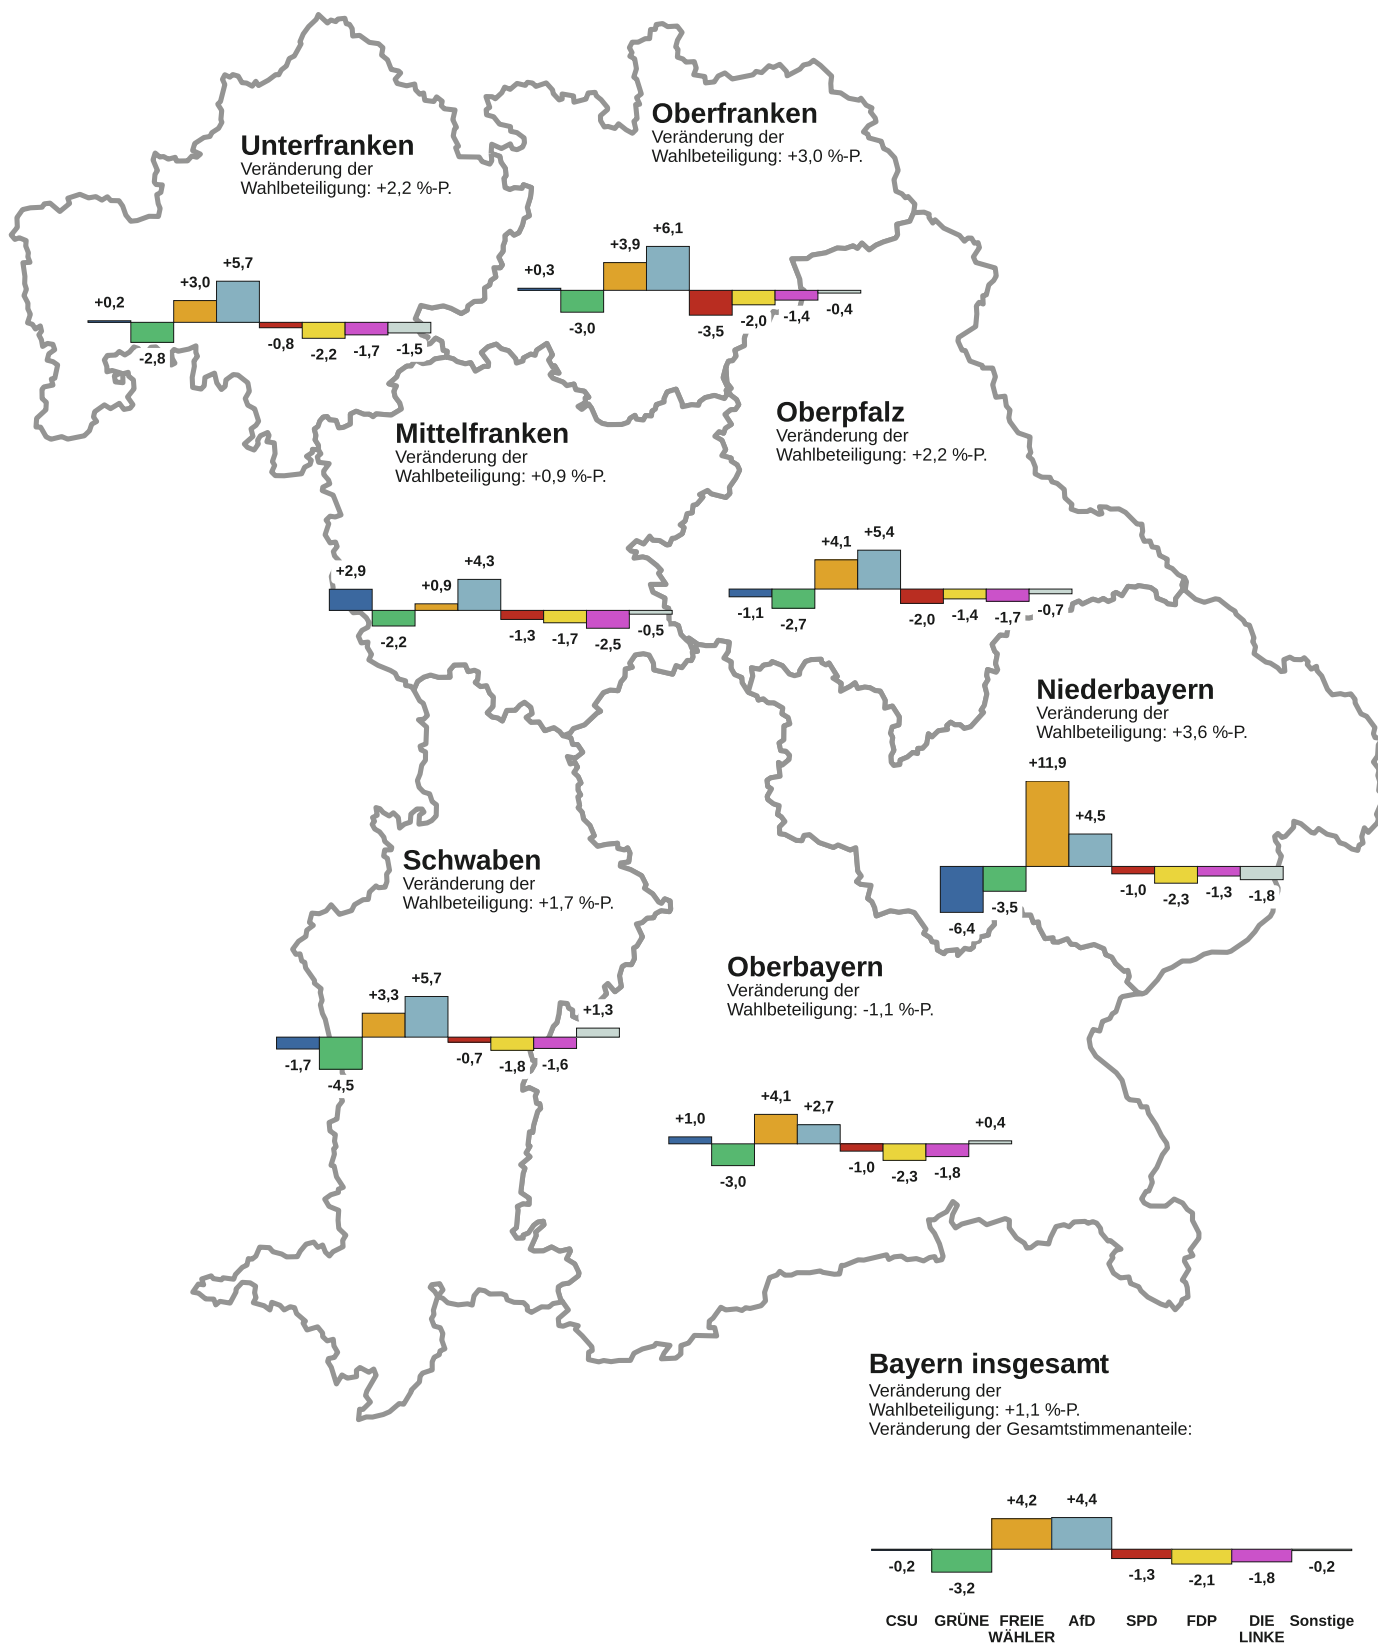 Oberfranken
Veränderung der
Wahlbeteiligung: +3,0 %-P.
+0,3
-3,0
+3,9
+6,1
-3,5
-2,0
-1,4
-0,4
Unterfranken
Veränderung der
Wahlbeteiligung: +2,2 %-P.
+0,2
-2,8
+3,0
+5,7
-0,8
-2,2
-1,7
-1,5
Mittelfranken
Veränderung der
Wahlbeteiligung: +0,9 %-P.
+2,9
-2,2
+0,9
+4,3
-1,3
-1,7
-2,5
-0,5
Oberpfalz
Veränderung der
Wahlbeteiligung: +2,2 %-P.
-1,1
-2,7
+4,1
+5,4
-2,0
-1,4
-1,7
-0,7
Niederbayern
Veränderung der
Wahlbeteiligung: +3,6 %-P.
-6,4
-3,5
+11,9
+4,5
-1,0
-2,3
-1,3
-1,8
Schwaben
Veränderung der
Wahlbeteiligung: +1,7 %-P.
-1,7
-4,5
+3,3
+5,7
-0,7
-1,8
-1,6
+1,3
Oberbayern
Veränderung der
Wahlbeteiligung: -1,1 %-P.
+1,0
-3,0
+4,1
+2,7
-1,0
-2,3
-1,8
+0,4
Bayern insgesamt
Veränderung der
Wahlbeteiligung: +1,1 %-P.
Veränderung der Gesamtstimmenanteile:
-0,2
-3,2
+4,2
+4,4
-1,3
-2,1
-1,8
-0,2
CSU GRÜNE FREIE AfD SPD FDP DIE Sonstige
WÄHLER LINKE